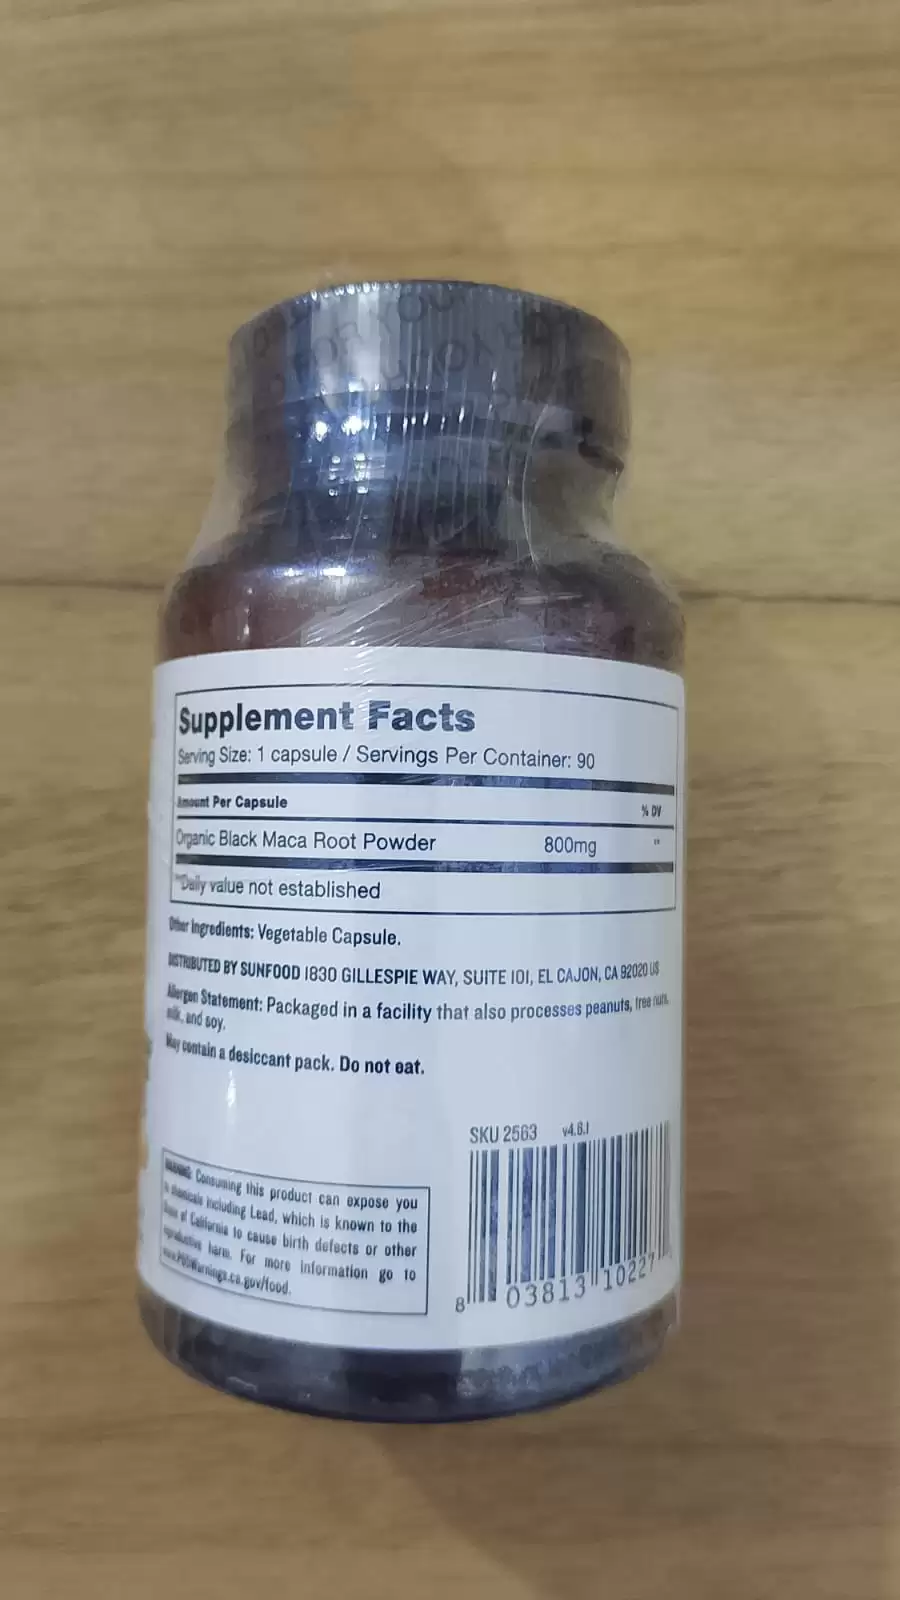 FOR YOU
Supplement Facts
Serving Size: 1 capsule / Servings Per Container: 90
Amount Per Capsule % DV
Organic Black Maca Root Powder 800mg **
**Daily value not established
Other Ingredients: Vegetable Capsule.
DISTRIBUTED BY SUNFOOD 1830 GILLESPIE WAY, SUITE 101, EL CAJON, CA 92020 US
Allergen Statement: Packaged in a facility that also processes peanuts, tree nuts,
milk, and soy.
May contain a desiccant pack. Do not eat.
SKU 2563 v4.6.1
WARNING: Consuming this product can expose you
to chemicals including Lead, which is known to the
State of California to cause birth defects or other
reproductive harm. For more information go to
www.P65Warnings.ca.gov/food.
8 03813 10227